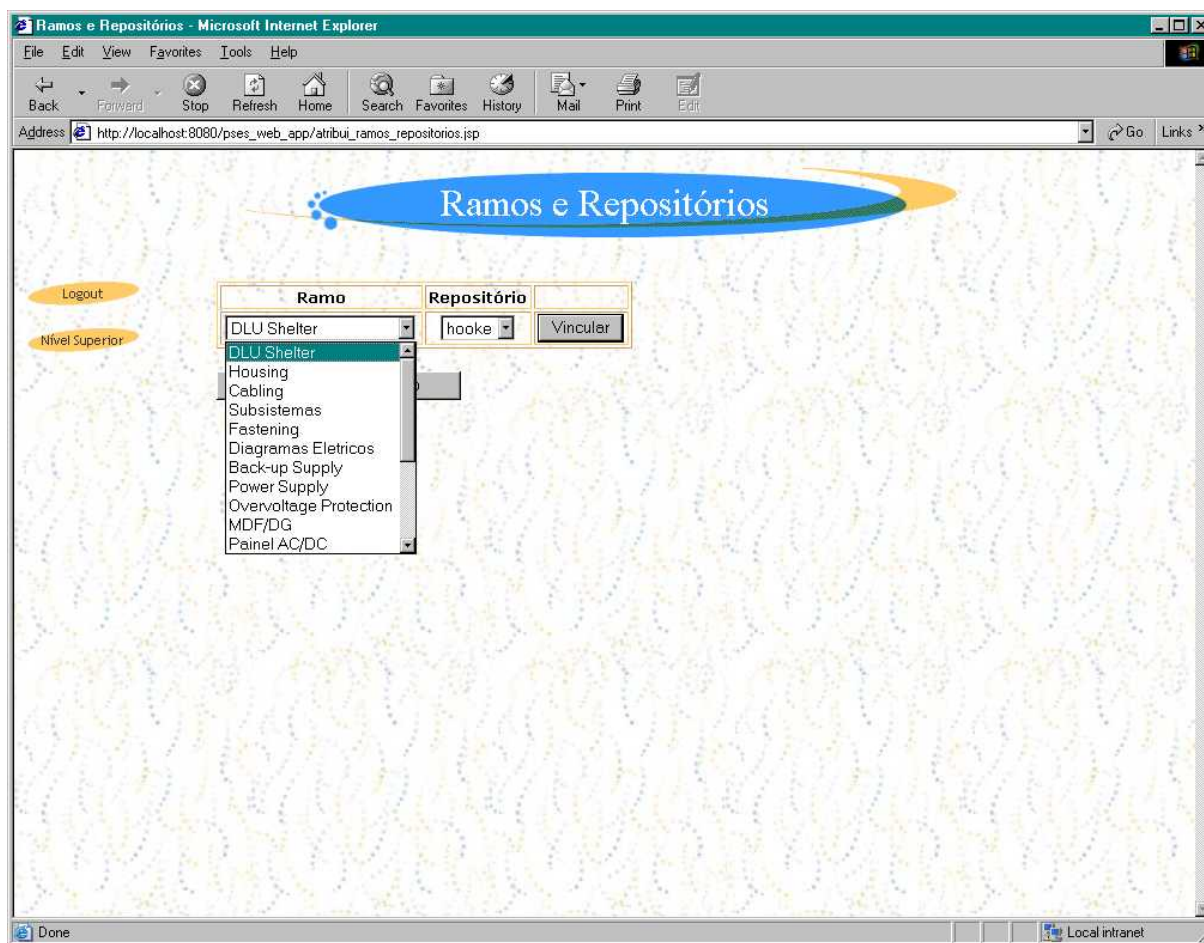 Ramos e Repositórios - Microsoft Internet Explorer
File Edit View Favorites Tools Help
Back Forward Stop Refresh Home Search Favorites History Mail Print Edit
Address http://localhost:8080/pses_web_app/atribui_ramos_repositorios.jsp Go Links
Ramos e Repositórios
Logout
Nível Superior
Ramo Repositório
DLU Shelter hooke Vincular
DLU Shelter
Housing
Cabling
Subsistemas
Fastening
Diagramas Eletricos
Back-up Supply
Power Supply
Overvoltage Protection
MDF/DG
Painel AC/DC
Done Local intranet